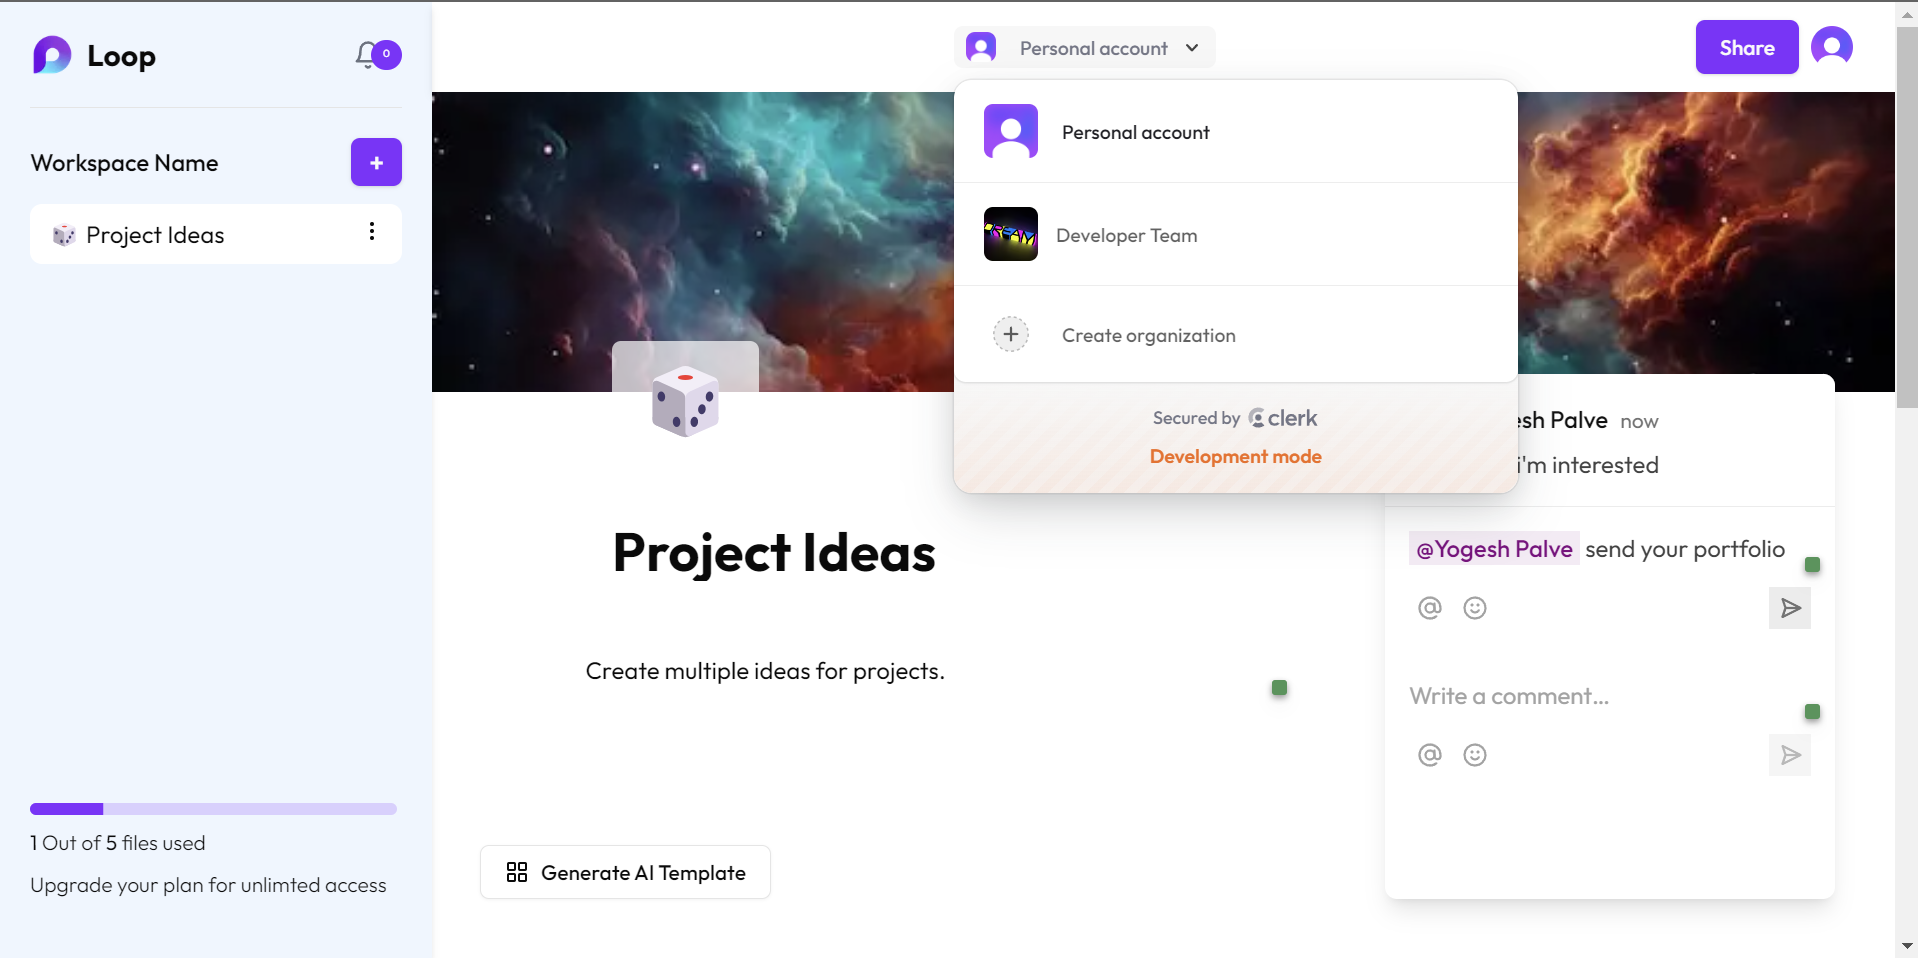 Loop
0
Workspace Name
+
Project Ideas
1 Out of 5 files used
Upgrade your plan for unlimted access
Personal account
Share
Personal account
Developer Team
Create organization
Secured by clerk
Development mode
Project Ideas
Create multiple ideas for projects.
Generate AI Template
Palve now
i'm interested
@Yogesh Palve send your portfolio
Write a comment...